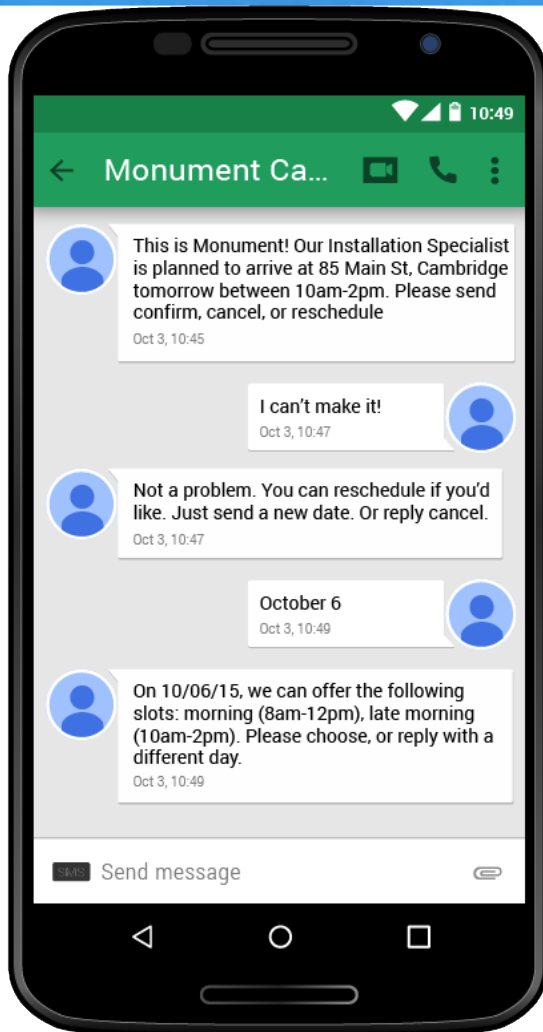 10:49
Monument Ca...
This is Monument! Our Installation Specialist
is planned to arrive at 85 Main St, Cambridge
tomorrow between 10am-2pm. Please send
confirm, cancel, or reschedule
Oct 3, 10:45
I can't make it!
Oct 3, 10:47
Not a problem. You can reschedule if you'd
like. Just send a new date. Or reply cancel.
Oct 3, 10:47
October 6
Oct 3, 10:49
On 10/06/15, we can offer the following
slots: morning (8am-12pm), late morning
(10am-2pm). Please choose, or reply with a
different day.
Oct 3, 10:49
SMS Send message